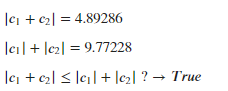 |c₁ + c₂| = 4.89286
|c₁| + |c₂| = 9.77228
|c₁ + c₂| ≤ |c₁| + |c₂| ? → True